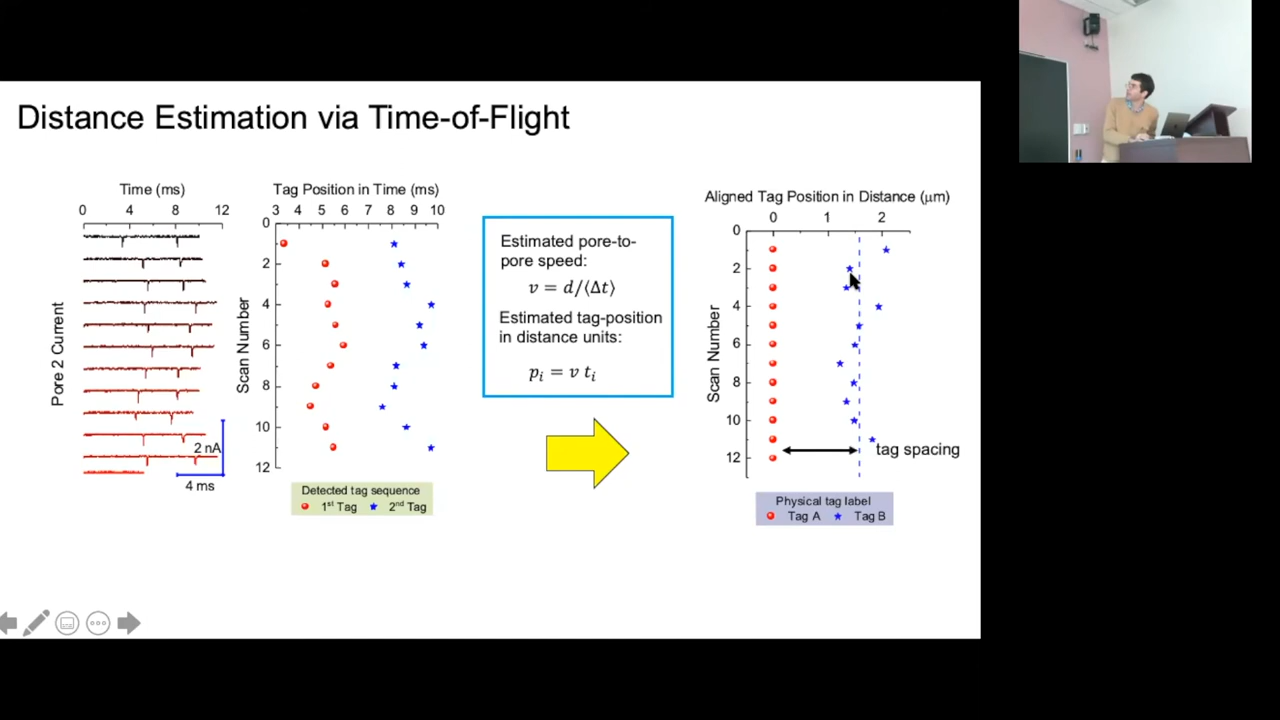 Distance Estimation via Time-of-Flight
Time (ms)
0 4 8 12
Pore 2 Current
2 nA
4 ms
Tag Position in Time (ms)
3 4 5 6 7 8 9 10
0
2
4
6
8
10
12
Scan Number
Detected tag sequence
1st Tag 2nd Tag
Estimated pore-to-
pore speed:
v = d/⟨Δt⟩
Estimated tag-position
in distance units:
pᵢ = v tᵢ
Aligned Tag Position in Distance (μm)
0 1 2
0
2
4
6
8
10
12
Scan Number
tag spacing
Physical tag label
Tag A Tag B